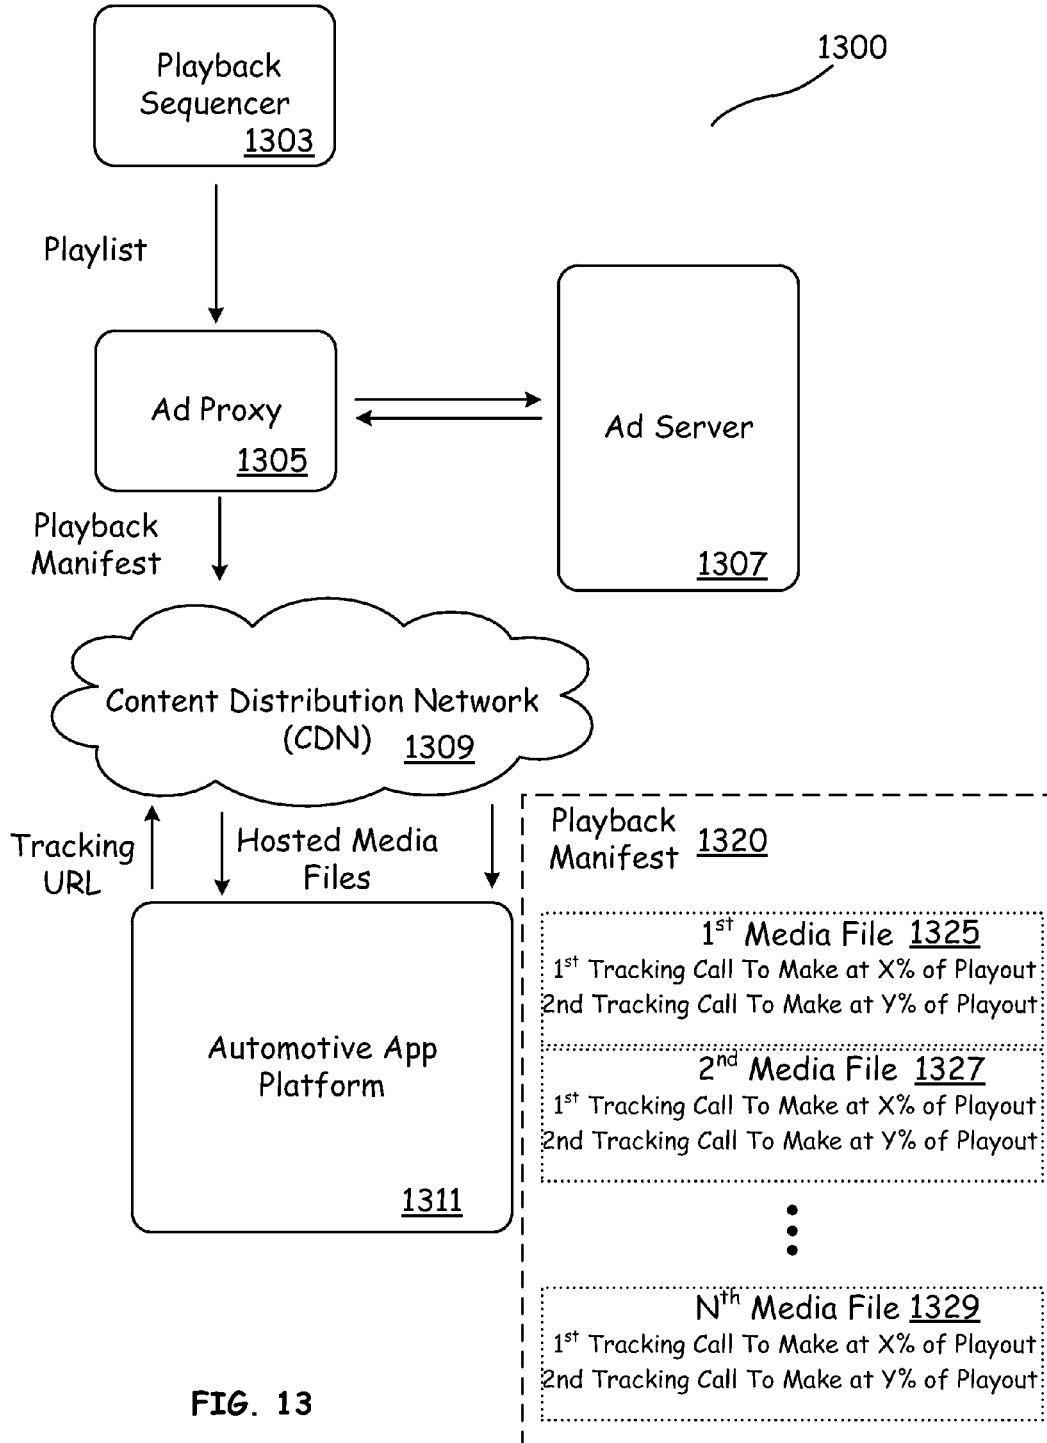 Playback
Sequencer
1303
1300
Playlist
Ad Proxy
1305
Ad Server
1307
Playback
Manifest
Content Distribution Network
(CDN) 1309
Tracking
URL
Hosted Media
Files
Automotive App
Platform
1311
Playback
Manifest 1320
1st Media File 1325
1st Tracking Call To Make at X% of Playout
2nd Tracking Call To Make at Y% of Playout
2nd Media File 1327
1st Tracking Call To Make at X% of Playout
2nd Tracking Call To Make at Y% of Playout
Nth Media File 1329
1st Tracking Call To Make at X% of Playout
2nd Tracking Call To Make at Y% of Playout
FIG. 13